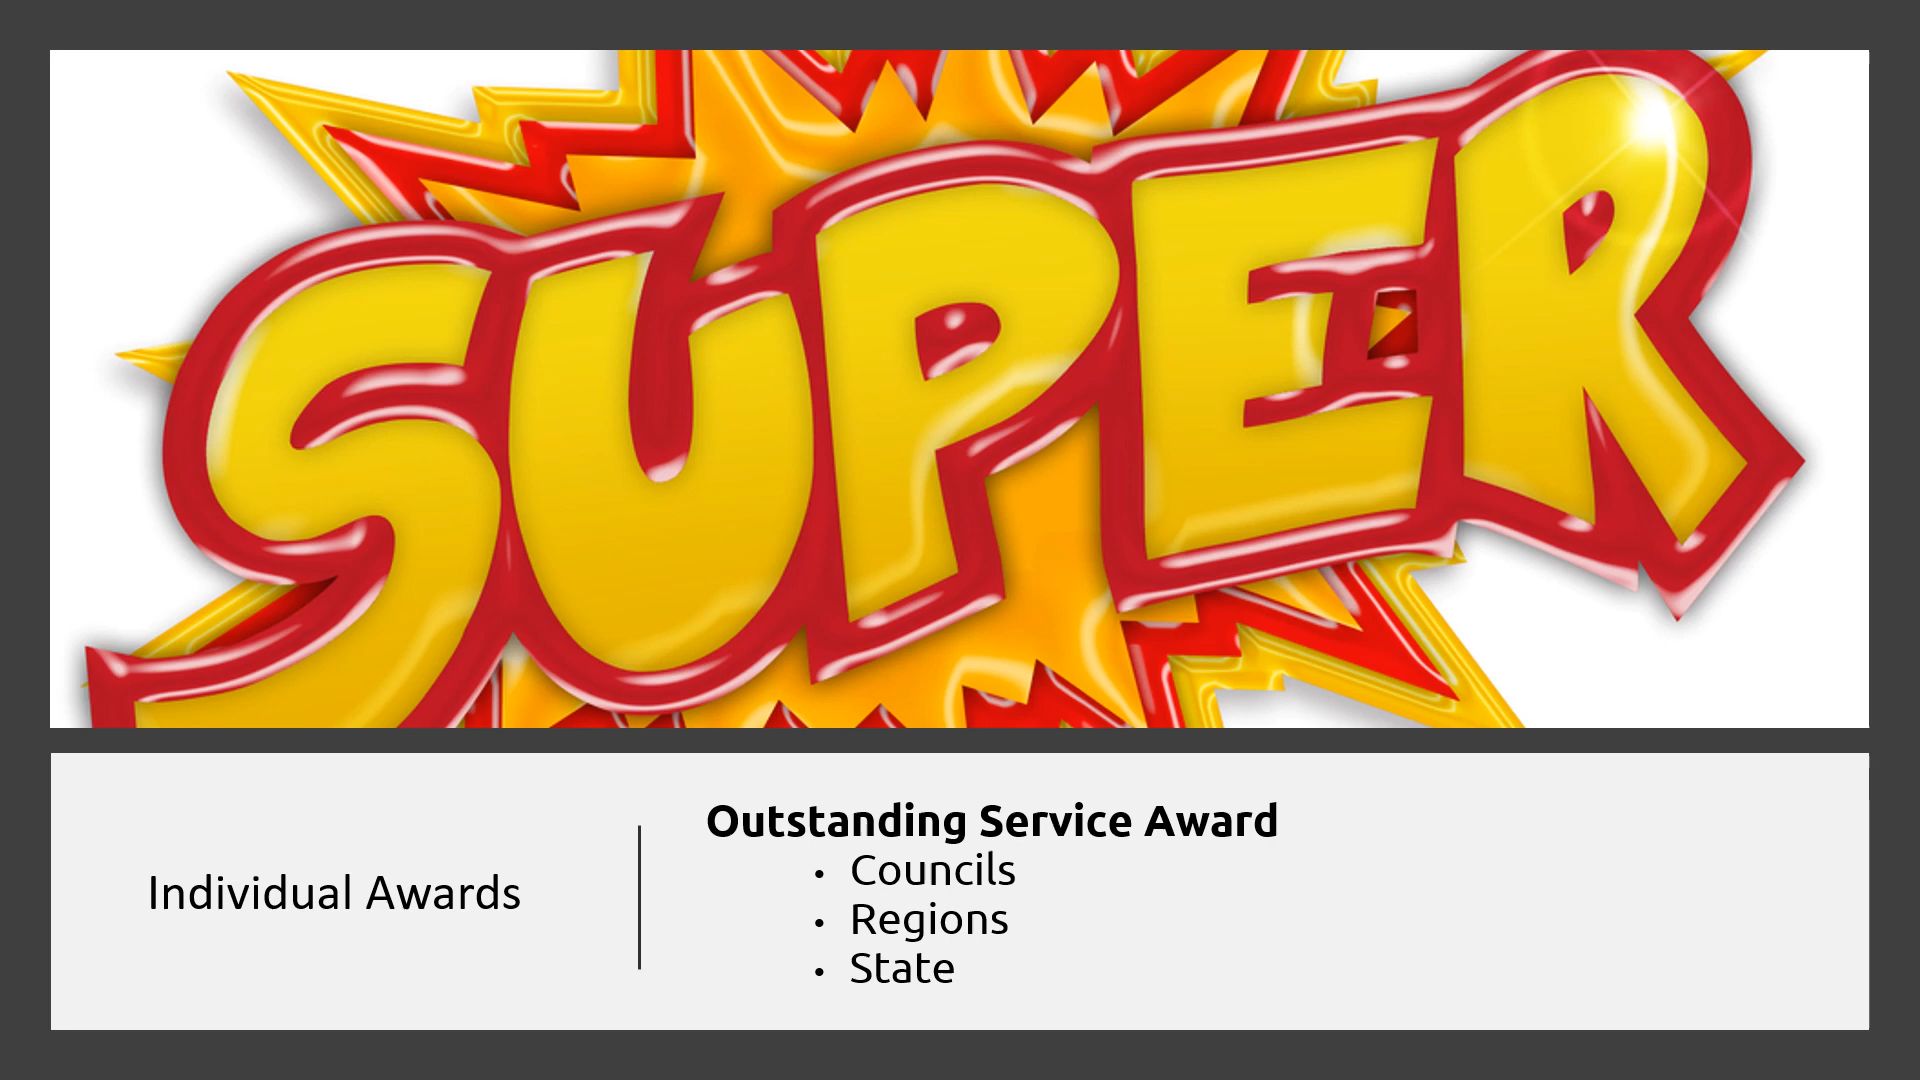 SUPER
Individual Awards
Outstanding Service Award
• Councils
• Regions
• State